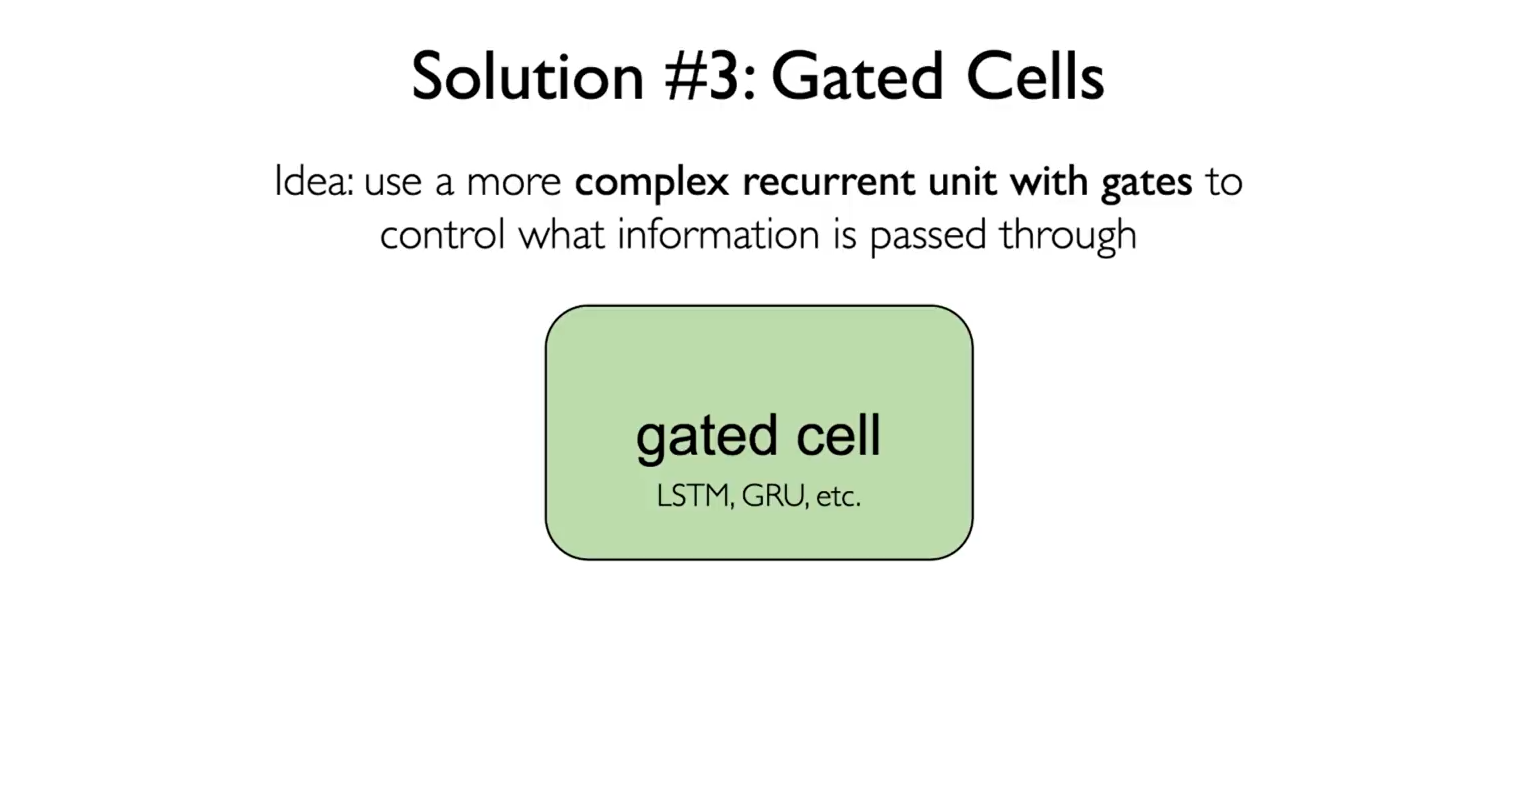 Solution #3: Gated Cells
Idea: use a more complex recurrent unit with gates to
control what information is passed through
gated cell
LSTM, GRU, etc.